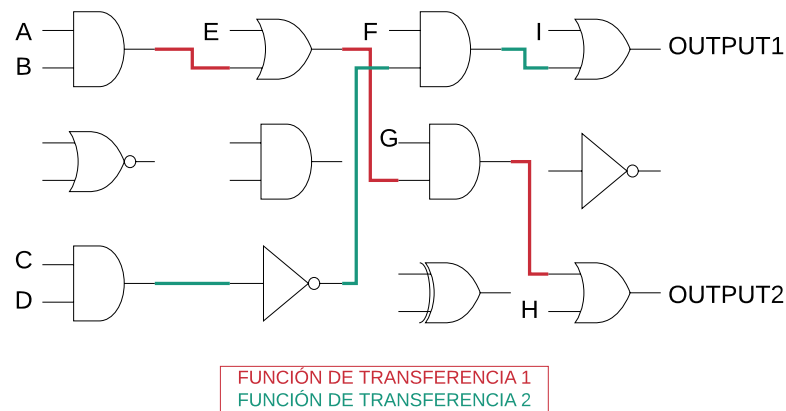 A
E
F
I
OUTPUT1
B
G
C
D
H
OUTPUT2
FUNCIÓN DE TRANSFERENCIA 1
FUNCIÓN DE TRANSFERENCIA 2